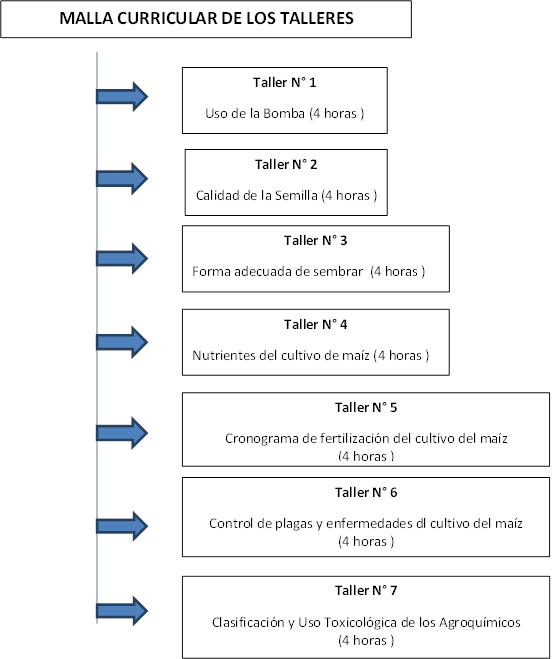 MALLA CURRICULAR DE LOS TALLERES
Taller N° 1
Uso de la Bomba (4 horas )
Taller N° 2
Calidad de la Semilla (4 horas )
Taller N° 3
Forma adecuada de sembrar (4 horas )
Taller N° 4
Nutrientes del cultivo de maíz (4 horas )
Taller N° 5
Cronograma de fertilización del cultivo del maíz
(4 horas )
Taller N° 6
Control de plagas y enfermedades dl cultivo del maíz
(4 horas )
Taller N° 7
Clasificación y Uso Toxicológica de los Agroquímicos
(4 horas )